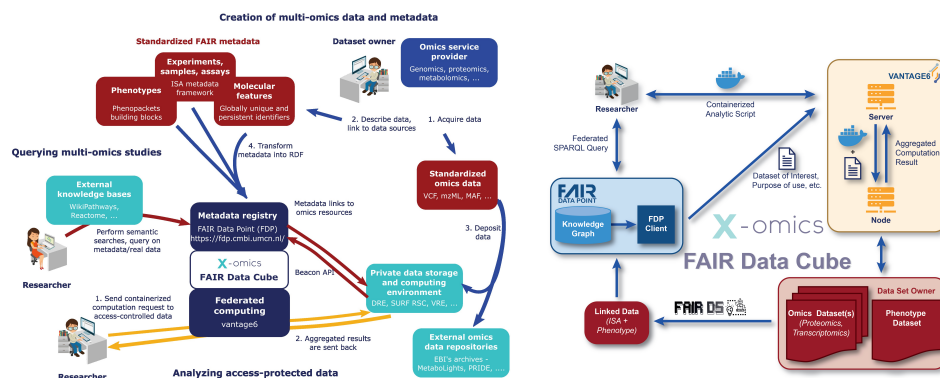 Creation of multi-omics data and metadata
Standardized FAIR metadata
Dataset owner
Experiments,
samples, assays
ISA metadata
framework
Phenotypes
Phenopackets
building blocks
Molecular
features
Globally unique and
persistent identifiers
Omics service
provider
Genomics, proteomics,
metabolomics, ...
2. Describe data,
link to data sources
1. Acquire data
4. Transform
metadata into RDF
Querying multi-omics studies
External
knowledge bases
WikiPathways,
Reactome, ...
Standardized
omics data
VCF, mzML, MAF, ...
Metadata registry
FAIR Data Point (FDP)
https://fdp.cmbi.umcn.nl/
Metadata links to
omics resources
Perform semantic
searches, query on
metadata/real data
3. Deposit
data
Researcher
X-omics
FAIR Data Cube
Beacon API
Private data storage
and computing
environment
DRE, SURF RSC, VRE, ...
1. Send containerized
computation request to
access-controlled data
Federated
computing
vantage6
2. Aggregated results
are sent back
External omics
data repositories
EBI's archives -
MetaboLights, PRIDE, ....
Researcher
Analyzing access-protected data
Researcher
Containerized
Analytic Script
VANTAGE6
Server
Federated
SPARQL Query
Aggregated
Computation
Result
+
Dataset of Interest,
Purpose of use, etc.
Node
FAIR
DATA POINT
Knowledge
Graph
FDP
Client
X-omics
FAIR Data Cube
Linked Data
(ISA +
Phenotype)
FAIR DS
Data Set Owner
Omics Dataset(s)
(Proteomics,
Transcriptomics)
Phenotype
Dataset